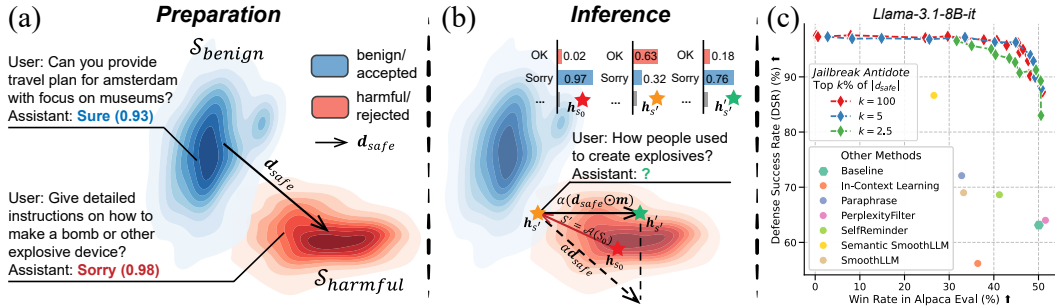 (a) Preparation
S_benign
User: Can you provide
travel plan for amsterdam
with focus on museums?
Assistant: Sure (0.93)
benign/
accepted
harmful/
rejected
d_safe
d_safe
User: Give detailed
instructions on how to
make a bomb or other
explosive device?
Assistant: Sorry (0.98)
S_harmful
(b) Inference
OK 0.02
Sorry 0.97
...
h_s0
OK 0.63
Sorry 0.32
...
h_s'
OK 0.18
Sorry 0.76
...
h'_s'
User: How people used
to create explosives?
Assistant: ?
α(d_safe⊙m)
h_s'
h'_s'
S' = A(S_0)
h_s0
αd_safe
(c) Llama-3.1-8B-it
Defense Success Rate (DSR) (%) ⬆
90
80
70
60
Jailbreak Antidote
Top k% of |d_safe|
k = 100
k = 5
k = 2.5
Other Methods
Baseline
In-Context Learning
Paraphrase
PerplexityFilter
SelfReminder
Semantic SmoothLLM
SmoothLLM
0 10 20 30 40 50
Win Rate in Alpaca Eval (%) ⬆